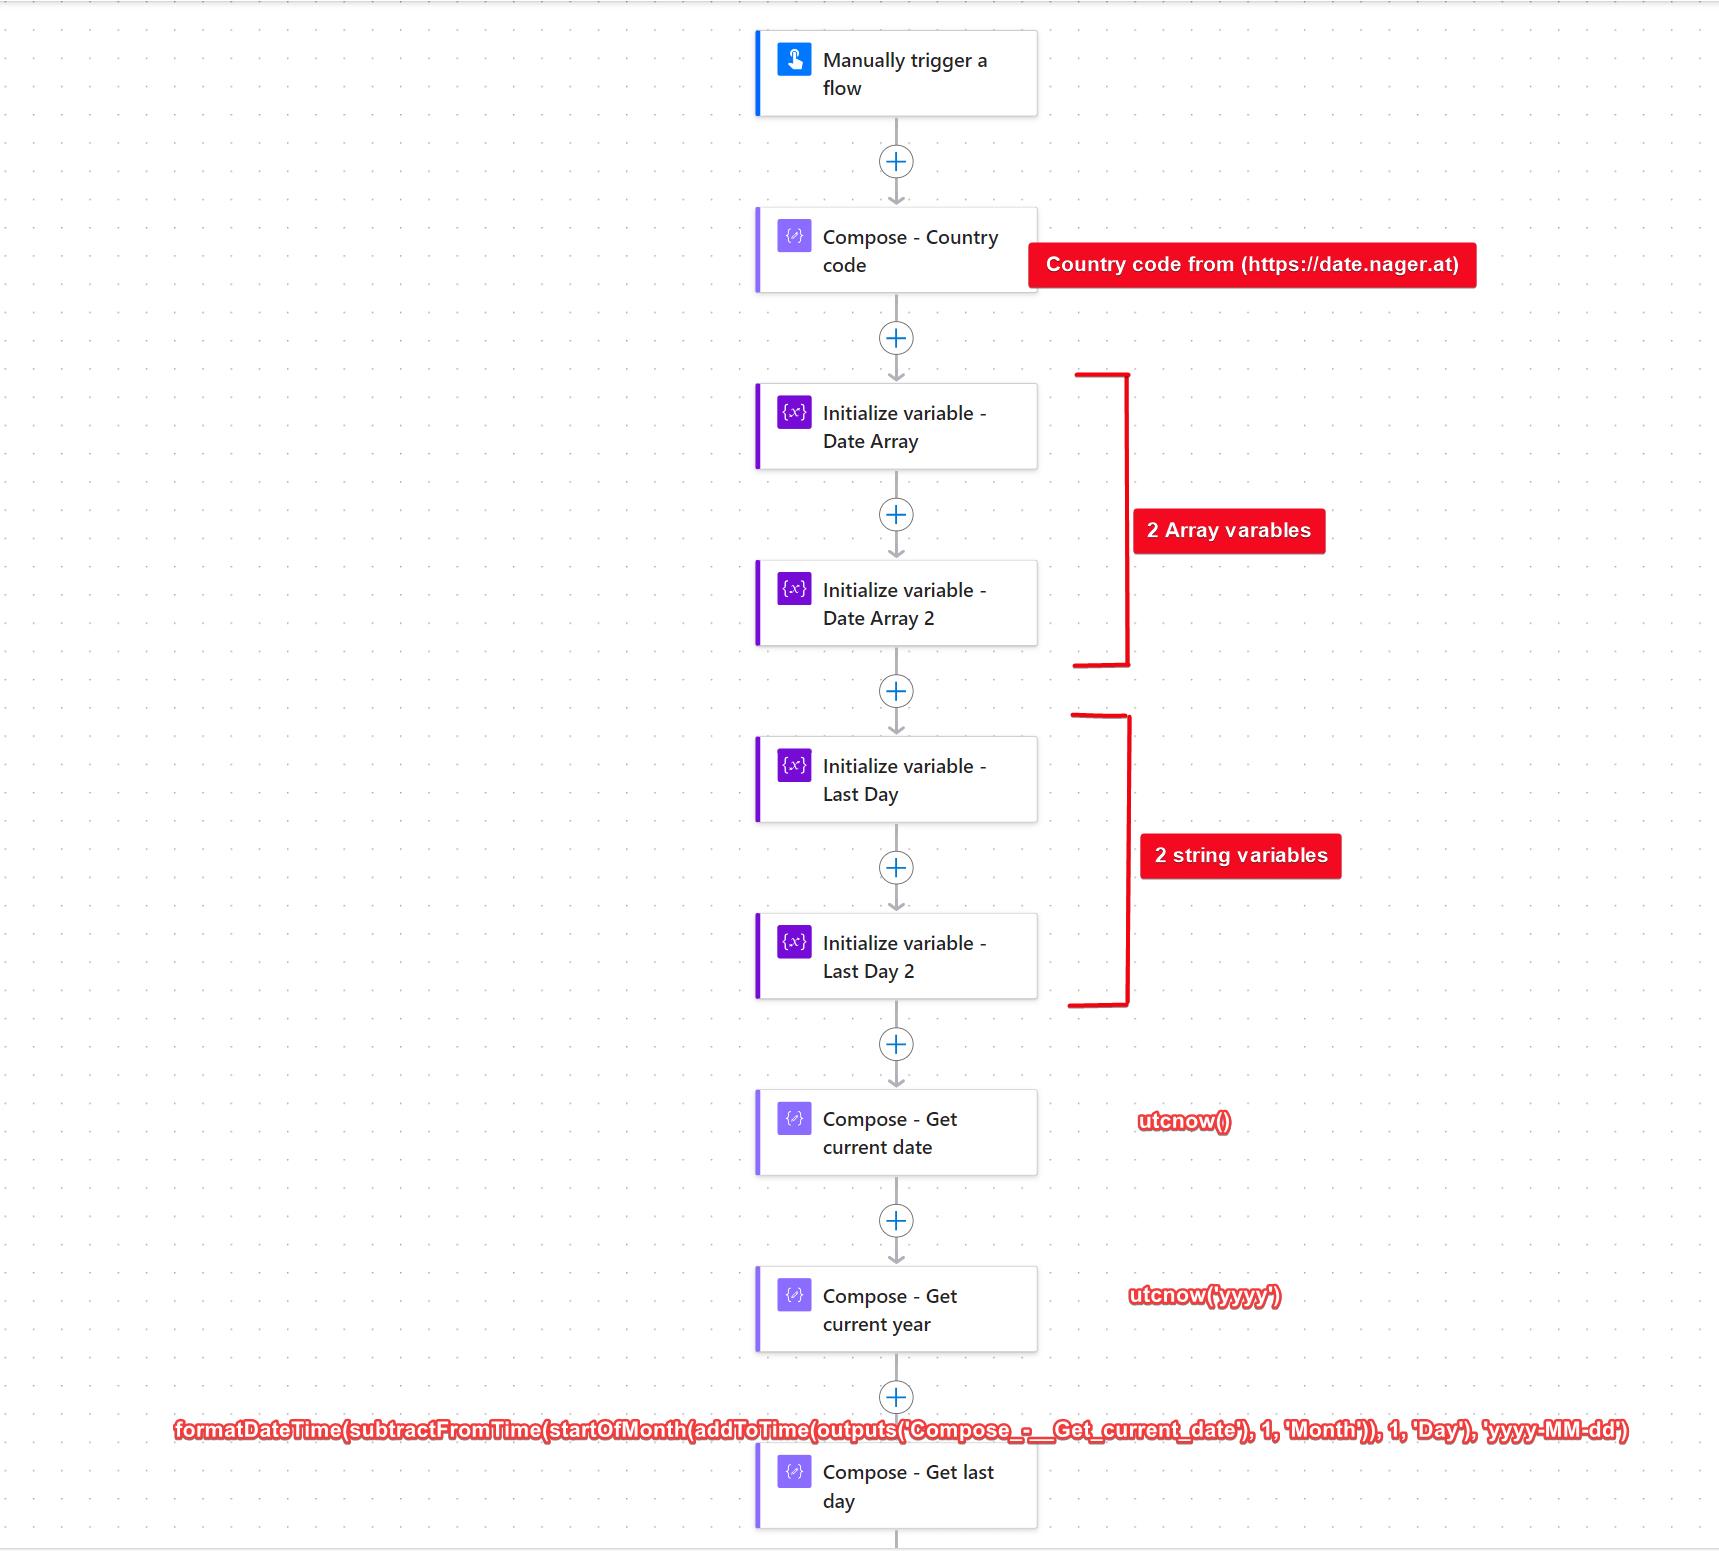 Manually trigger a
flow
Compose - Country
code
Country code from (https://date.nager.at)
Initialize variable -
Date Array
2 Array varables
Initialize variable -
Date Array 2
Initialize variable -
Last Day
2 string variables
Initialize variable -
Last Day 2
Compose - Get
current date
utcnow()
Compose - Get
current year
utcnow('yyyy')
formatDateTime(subtractFromTime(startOfMonth(addToTime(outputs('Compose_-__Get_current_date'), 1, 'Month')), 1, 'Day'), 'yyyy-MM-dd')
Compose - Get last
day